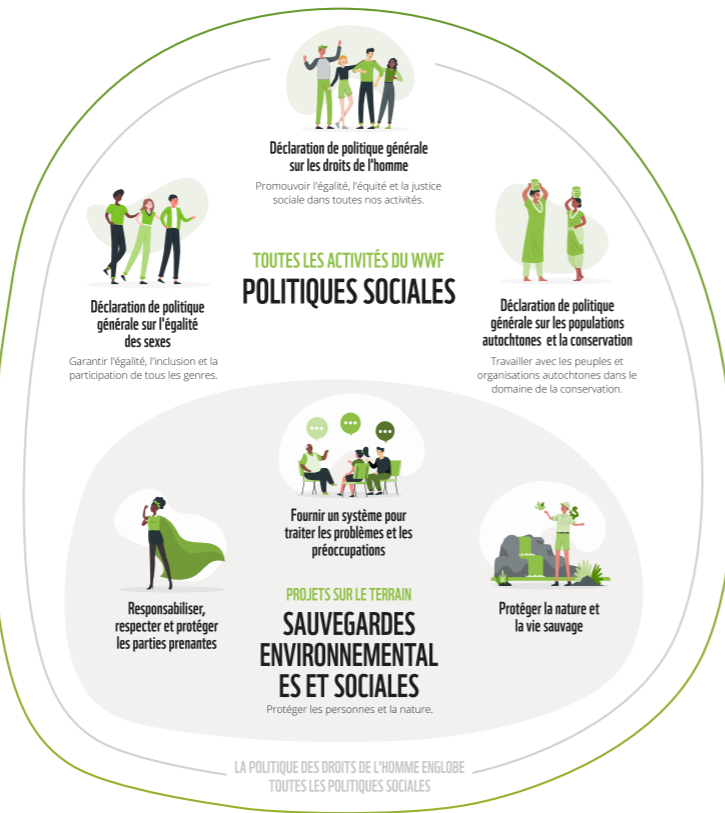 Déclaration de politique générale
sur les droits de l'homme
Promouvoir l'égalité, l'équité et la justice
sociale dans toutes nos activités.
TOUTES LES ACTIVITÉS DU WWF
POLITIQUES SOCIALES
Déclaration de politique
générale sur l'égalité
des sexes
Garantir l'égalité, l'inclusion et la
participation de tous les genres.
Déclaration de politique
générale sur les populations
autochtones et la conservation
Travailler avec les peuples et
organisations autochtones dans le
domaine de la conservation.
Fournir un système pour
traiter les problèmes et les
préoccupations
Responsabiliser,
respecter et protéger
les parties prenantes
Protéger la nature et
la vie sauvage
PROJETS SUR LE TERRAIN
SAUVEGARDES
ENVIRONNEMENTAL
ES ET SOCIALES
Protéger les personnes et la nature.
LA POLITIQUE DES DROITS DE L'HOMME ENGLOBE
TOUTES LES POLITIQUES SOCIALES